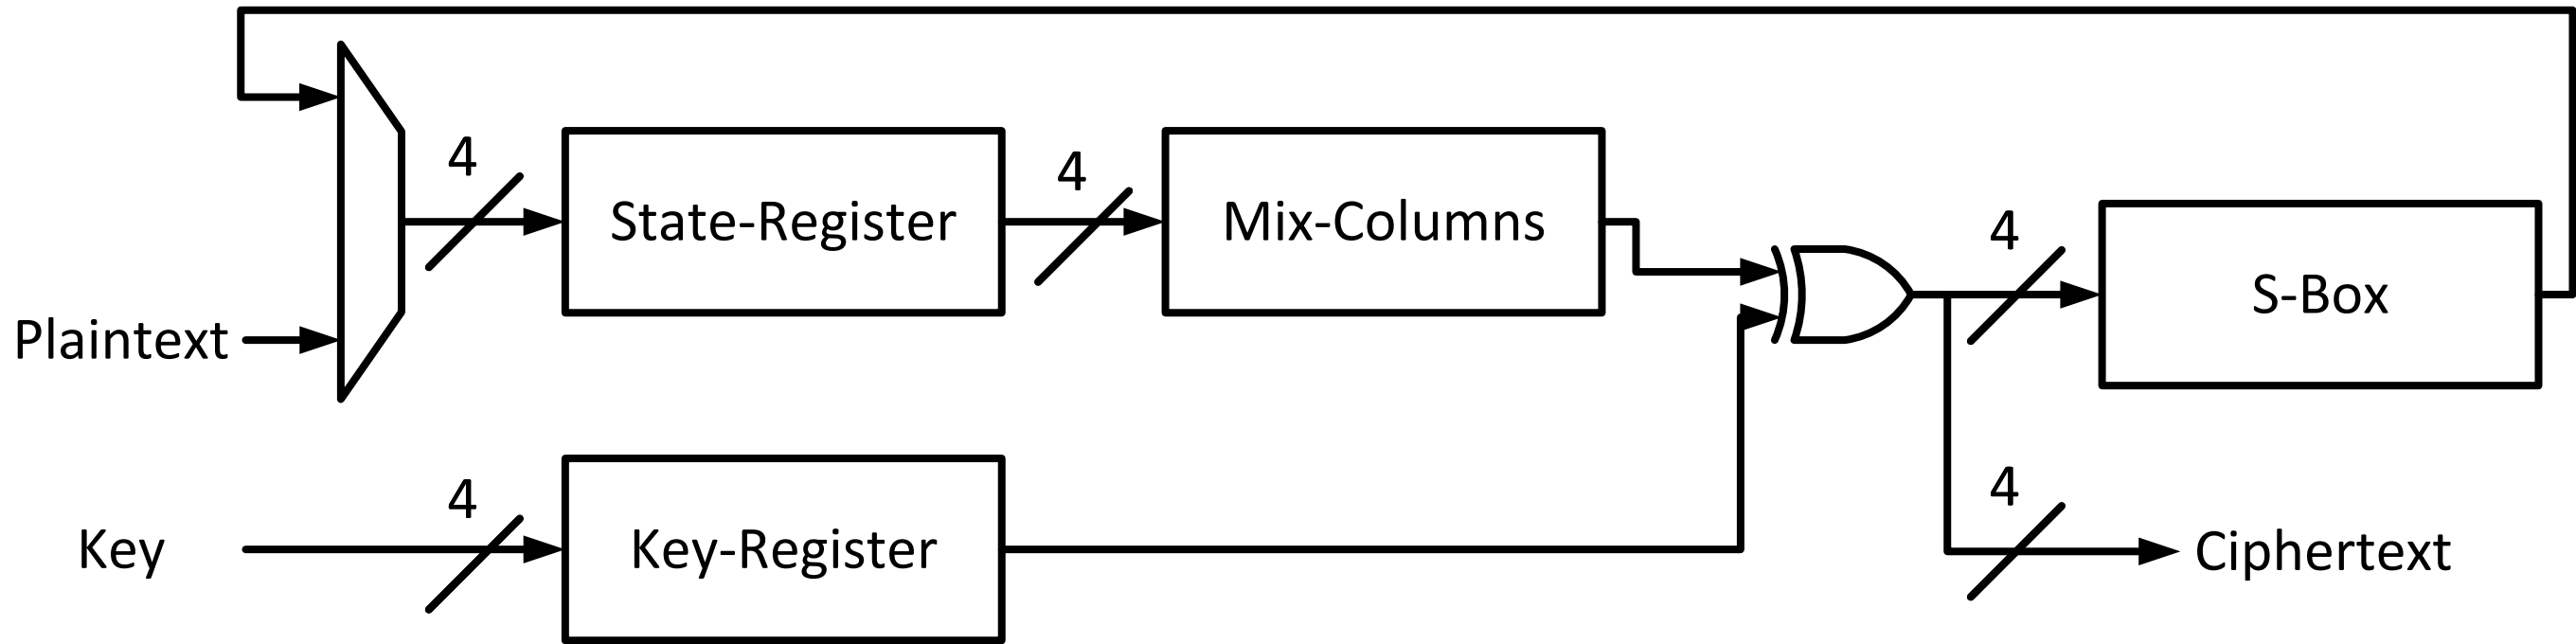 4
State-Register
4
Mix-Columns
4
S-Box
Plaintext
Key
4
Key-Register
4
Ciphertext